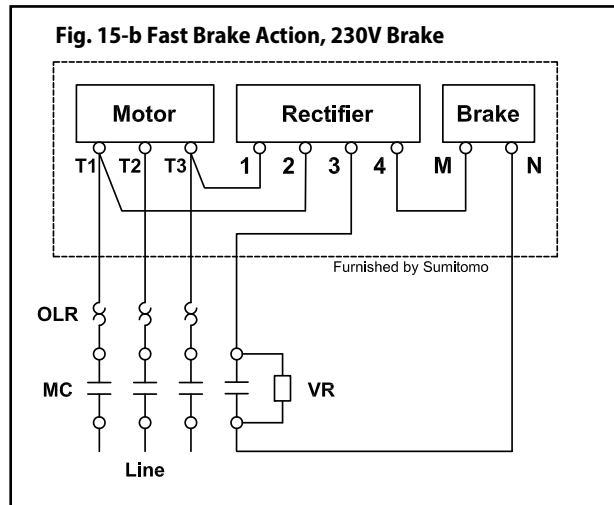 Fig. 15-b Fast Brake Action, 230V Brake
Motor Rectifier Brake
T1 T2 T3 1 2 3 4 M N
Furnished by Sumitomo
OLR
MC VR
Line